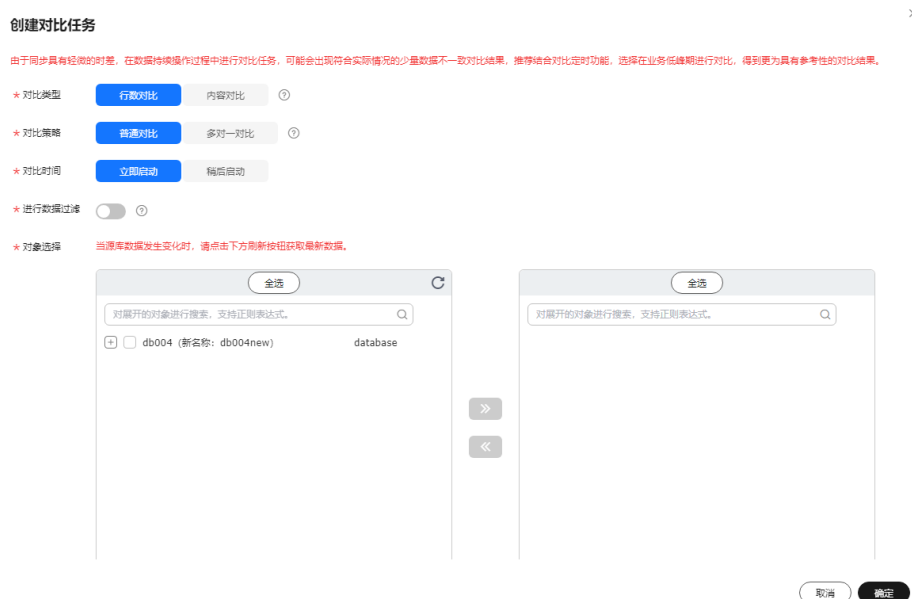 创建对比任务
由于同步具有轻微的时差，在数据持续操作过程中进行对比任务，可能会出现符合实际情况的少量数据不一致对比结果，推荐结合对比定时功能，选择在业务低峰期进行对比，得到更为具有参考性的对比结果。
* 对比类型 行数对比 内容对比 ?
* 对比策略 普通对比 多对一对比 ?
* 对比时间 立即启动 稍后启动
* 进行数据过滤 ?
* 对象选择 当源库数据发生变化时，请点击下方刷新按钮获取最新数据。
全选 全选
对展开的对象进行搜索，支持正则表达式。 对展开的对象进行搜索，支持正则表达式。
db004（新名称：db004new） database
取消 确定